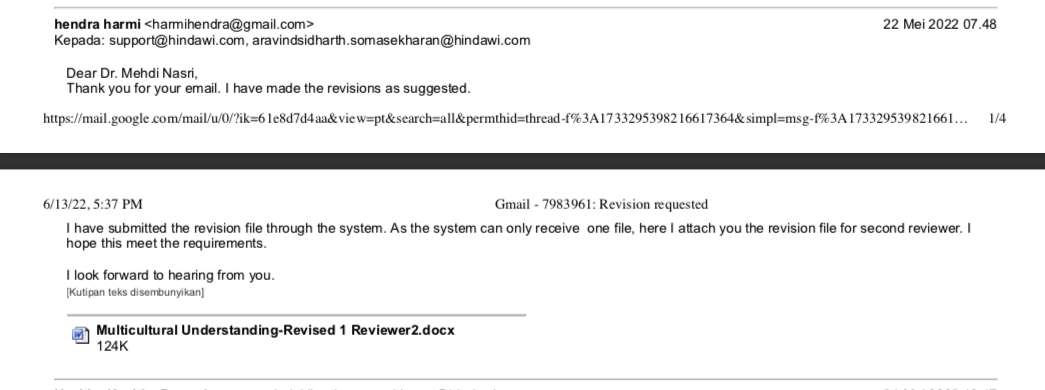 hendra harmi <harmihendra@gmail.com>
22 Mei 2022 07.48
Kepada: support@hindawi.com, aravindsidharth.somasekharan@hindawi.com
Dear Dr. Mehdi Nasri,
Thank you for your email. I have made the revisions as suggested.
https://mail.google.com/mail/u/0/?ik=61e8d7d4aa&view=pt&search=all&permthid=thread-f%3A1733295398216617364&simpl=msg-f%3A173329539821661… 1/4
6/13/22, 5:37 PM
Gmail - 7983961: Revision requested
I have submitted the revision file through the system. As the system can only receive one file, here I attach you the revision file for second reviewer. I
hope this meet the requirements.
I look forward to hearing from you.
[Kutipan teks disembunyikan]
Multicultural Understanding-Revised 1 Reviewer2.docx
124K